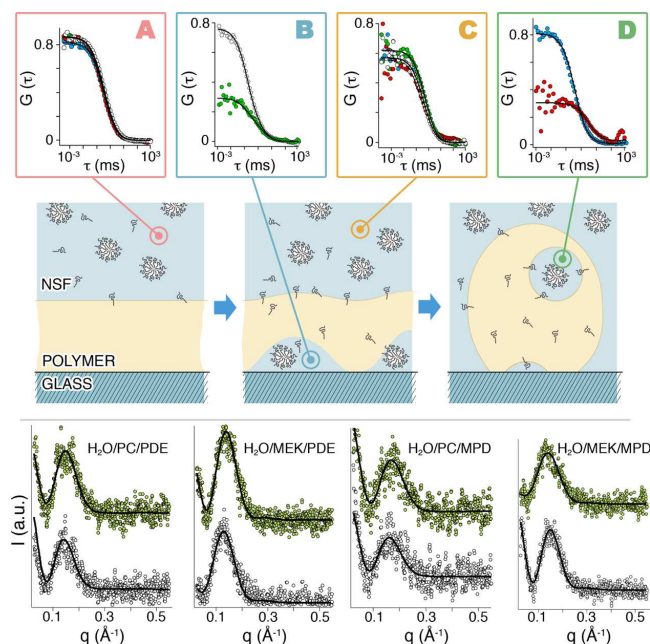 A
B
C
D
0.8
0
G (τ)
10⁻³
10³
τ (ms)
0.8
0
G (τ)
10⁻³
10³
τ (ms)
0.8
0
G (τ)
10⁻³
10³
τ (ms)
0.8
0
G (τ)
10⁻³
10³
τ (ms)
NSF
POLYMER
GLASS
H₂O/PC/PDE
H₂O/MEK/PDE
H₂O/PC/MPD
H₂O/MEK/MPD
I (a.u.)
0.1 0.3 0.5
0.1 0.3 0.5
0.1 0.3 0.5
0.1 0.3 0.5
q (Å⁻¹)
q (Å⁻¹)
q (Å⁻¹)
q (Å⁻¹)